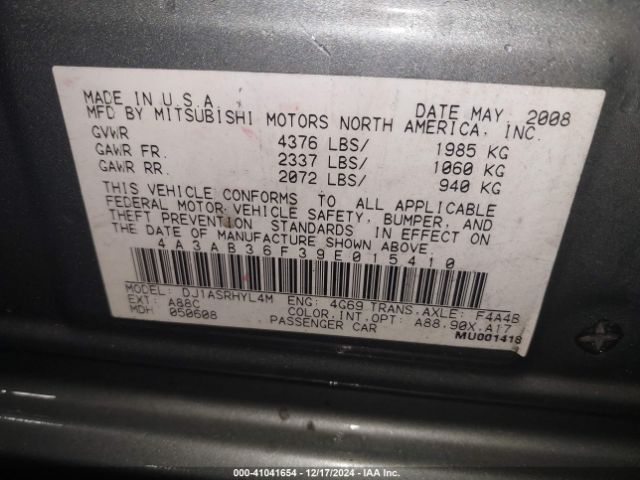 MADE IN U.S.A. DATE MAY, 2008
MFD BY MITSUBISHI MOTORS NORTH AMERICA, INC.
GVWR 4376 LBS/ 1985 KG
GAWR FR. 2337 LBS/ 1060 KG
GAWR RR. 2072 LBS/ 940 KG
THIS VEHICLE CONFORMS TO ALL APPLICABLE
FEDERAL MOTOR VEHICLE SAFETY, BUMPER, AND
THEFT PREVENTION STANDARDS IN EFFECT ON
THE DATE OF MANUFACTURE SHOWN ABOVE.
4A3AB36F39E015410
MODEL: DJ1ASRHYL4M ENG: 4G69 TRANS.AXLE: F4A4B
EXT: A88C COLOR.INT.OPT: A88.90X.A17
MDH 050608 PASSENGER CAR
MU001418
000-41041654 - 12/17/2024 - IAA Inc.